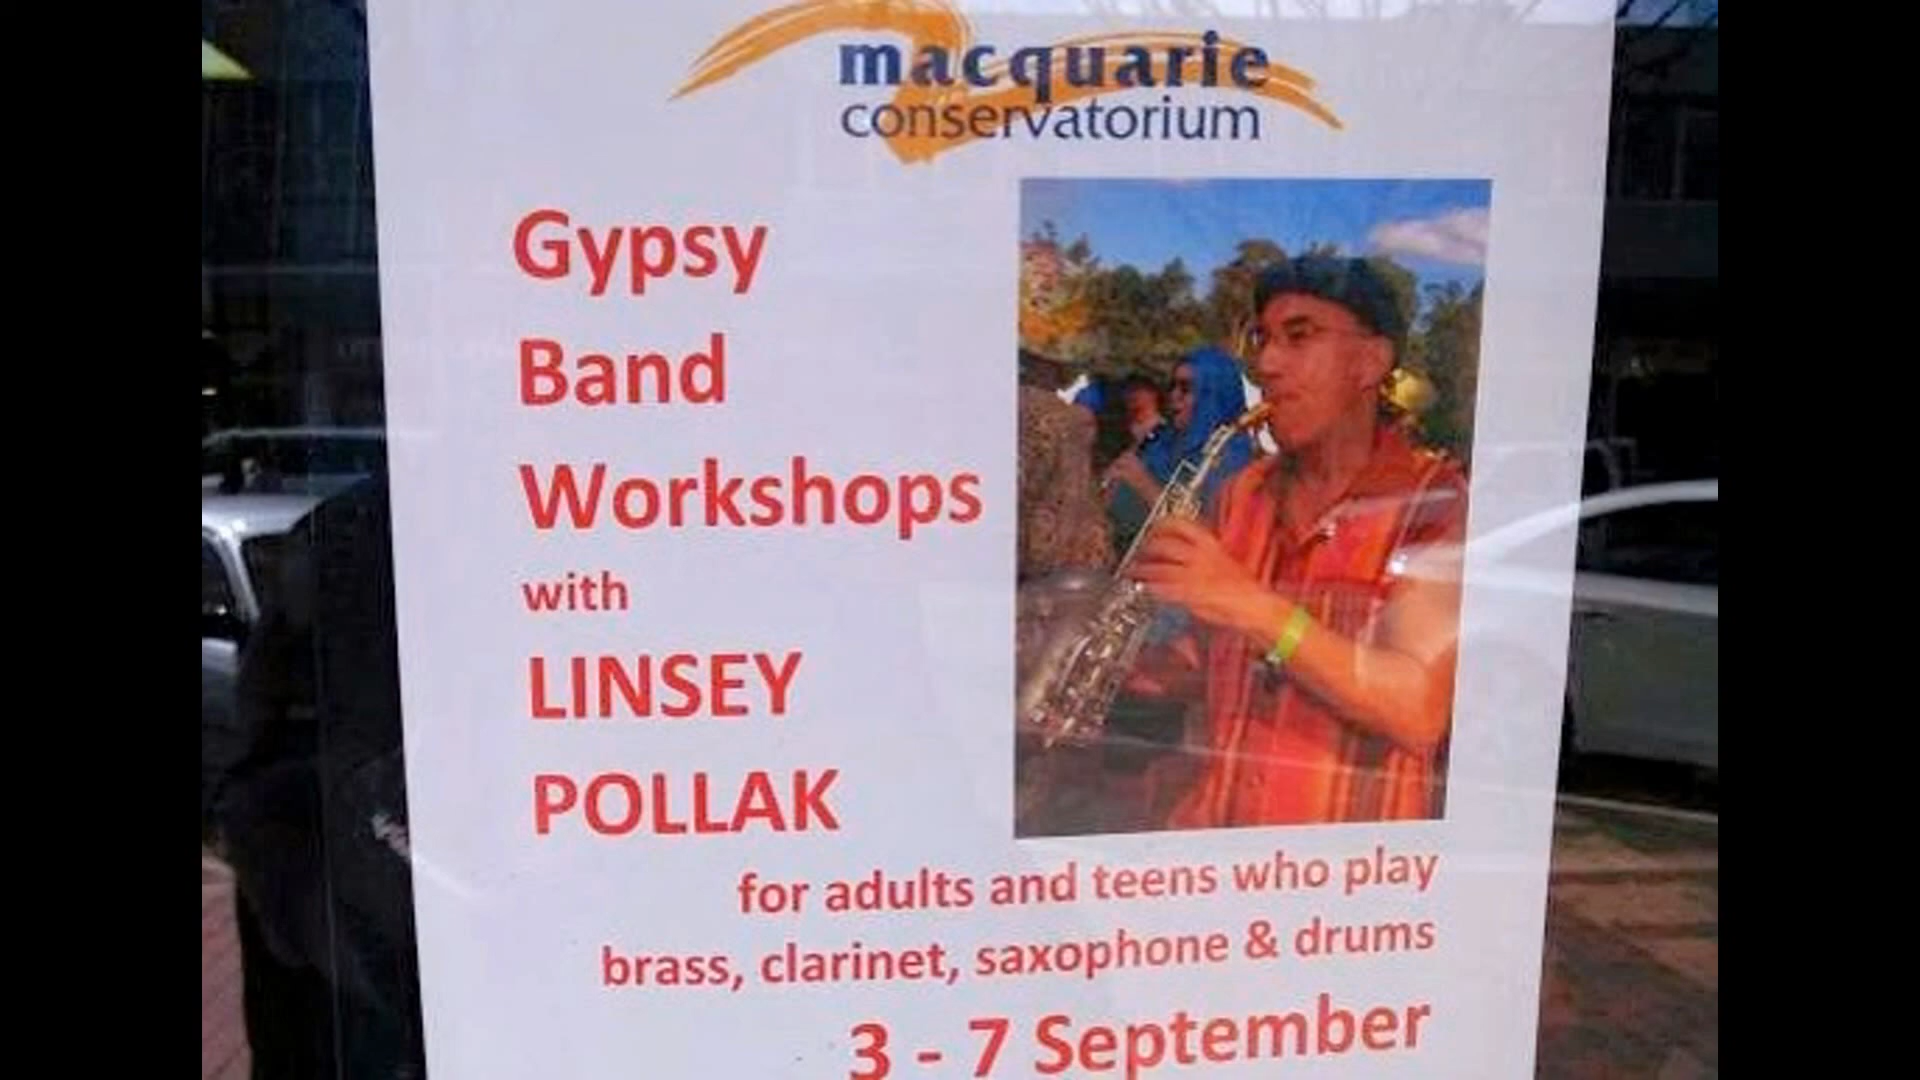 macquarie
conservatorium
Gypsy
Band
Workshops
with
LINSEY
POLLAK
for adults and teens who play
brass, clarinet, saxophone & drums
3 - 7 September